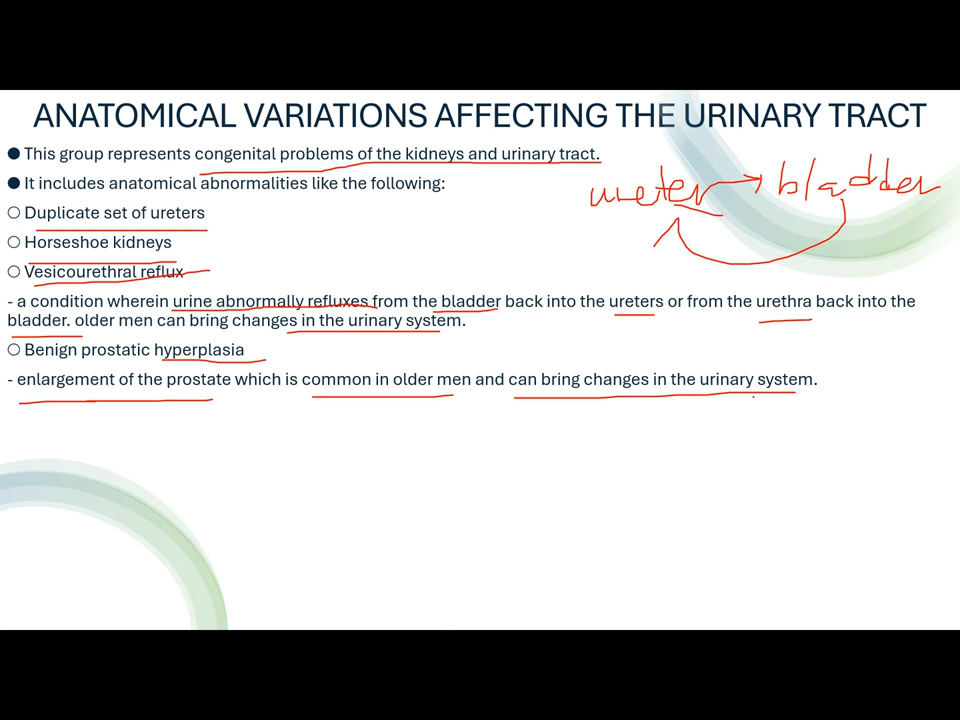 ANATOMICAL VARIATIONS AFFECTING THE URINARY TRACT
● This group represents congenital problems of the kidneys and urinary tract.
● It includes anatomical abnormalities like the following:
ureter → bladder
○ Duplicate set of ureters
○ Horseshoe kidneys
○ Vesicourethral reflux
- a condition wherein urine abnormally refluxes from the bladder back into the ureters or from the urethra back into the
bladder. older men can bring changes in the urinary system.
○ Benign prostatic hyperplasia
- enlargement of the prostate which is common in older men and can bring changes in the urinary system.